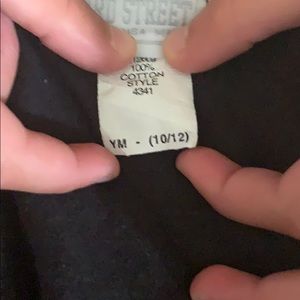 STREET
100%
COTTON
STYLE
4341
YM - (10/12)